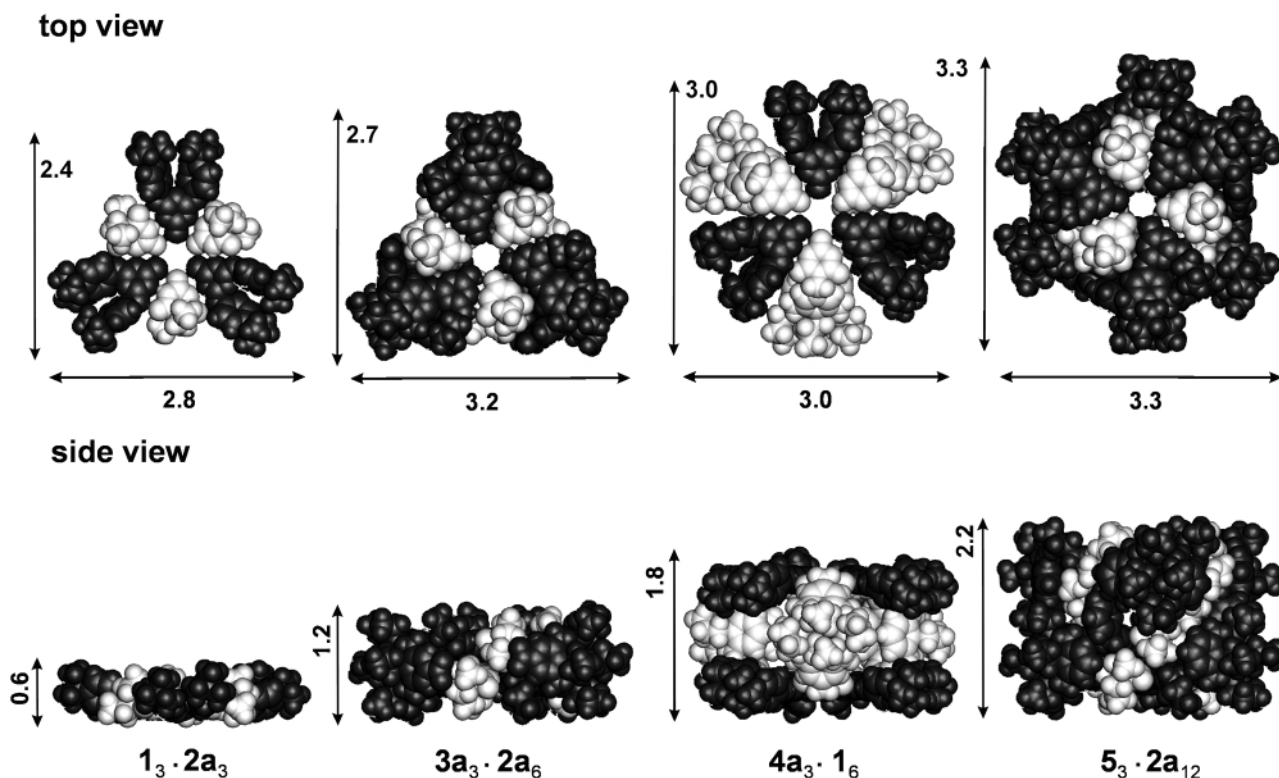 top view
2.4
2.7
3.0
3.3
2.8
3.2
3.0
3.3
side view
0.6
1.2
1.8
2.2
1₃ · 2a₃
3a₃ · 2a₆
4a₃ · 1₆
5₃ · 2a₁₂